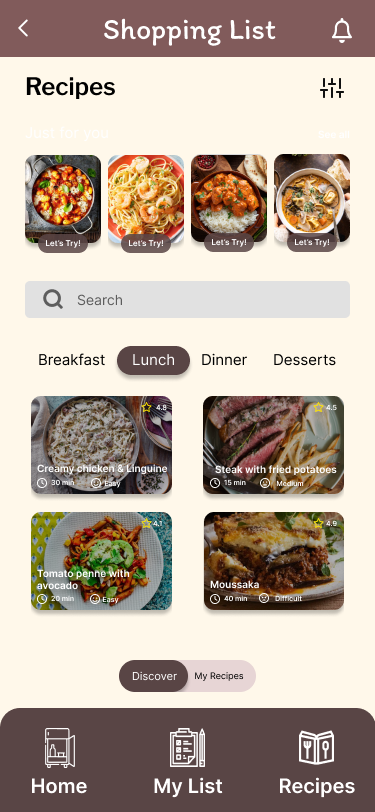 Shopping List
Recipes
Just for you
See all
Let's Try!
Let's Try!
Let's Try!
Let's Try!
Search
Breakfast
Lunch
Dinner
Desserts
4.8
Creamy chicken & Linguine
30 min
Easy
4.5
Steak with fried potatoes
15 min
Medium
4.1
Tomato penne with
avocado
20 min
Easy
4.9
Moussaka
40 min
Difficult
Discover
My Recipes
Home
My List
Recipes